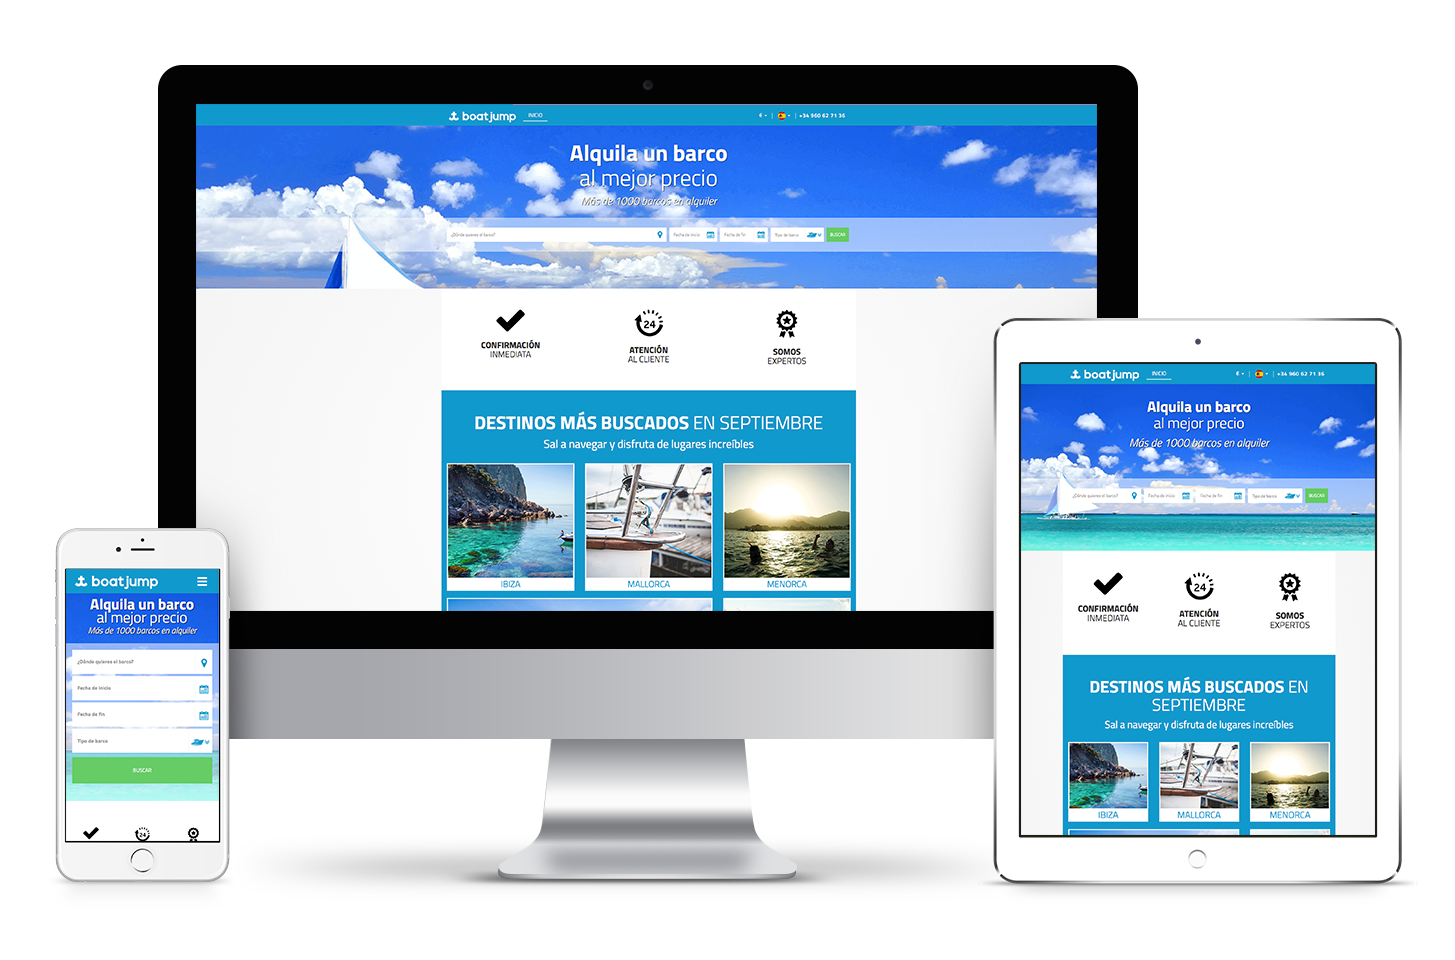 boatjump INICIO € +34 960 62 71 36
Alquila un barco
al mejor precio
Más de 1000 barcos en alquiler
¿Dónde quieres el barco? Fecha de inicio Fecha de fin Tipo de barco BUSCAR
CONFIRMACIÓN
INMEDIATA
24
ATENCIÓN
AL CLIENTE
SOMOS
EXPERTOS
DESTINOS MÁS BUSCADOS EN SEPTIEMBRE
Sal a navegar y disfruta de lugares increíbles
IBIZA MALLORCA MENORCA
boatjump
Alquila un barco
al mejor precio
Más de 1000 barcos en alquiler
¿Dónde quieres el barco?
Fecha de inicio
Fecha de fin
Tipo de barco
BUSCAR
24
boatjump INICIO € +34 960 62 71 36
Alquila un barco
al mejor precio
Más de 1000 barcos en alquiler
¿Dónde quieres el barco? Fecha de inicio Fecha de fin Tipo de barco BUSCAR
CONFIRMACIÓN
INMEDIATA
24
ATENCIÓN
AL CLIENTE
SOMOS
EXPERTOS
DESTINOS MÁS BUSCADOS EN
SEPTIEMBRE
Sal a navegar y disfruta de lugares increíbles
IBIZA MALLORCA MENORCA